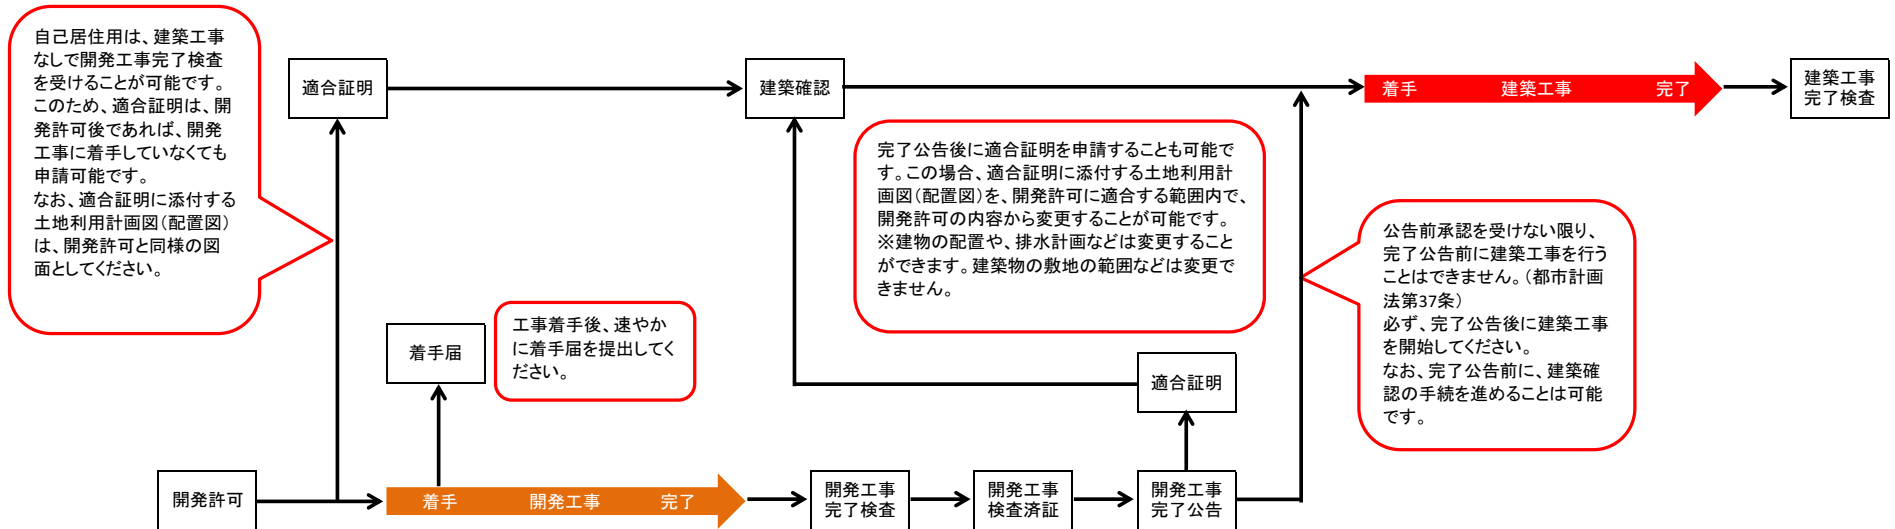 自己居住用は、建築工事
なしで開発工事完了検査
を受けることが可能です。
このため、適合証明は、開
発許可後であれば、開発
工事に着手していなくても
申請可能です。
なお、適合証明に添付する
土地利用計画図（配置図）
は、開発許可と同様の図
面としてください。
適合証明
建築確認
着手 建築工事 完了
建築工事
完了検査
完了公告後に適合証明を申請することも可能で
す。この場合、適合証明に添付する土地利用計
画図（配置図）を、開発許可に適合する範囲内で、
開発許可の内容から変更することが可能です。
※建物の配置や、排水計画などは変更すること
ができます。建築物の敷地の範囲などは変更で
きません。
公告前承認を受けない限り、
完了公告前に建築工事を行う
ことはできません。（都市計画
法第37条）
必ず、完了公告後に建築工事
を開始してください。
なお、完了公告前に、建築確
認の手続を進めることは可能
です。
着手届
工事着手後、速やか
に着手届を提出してく
ださい。
適合証明
開発許可
着手 開発工事 完了
開発工事
完了検査
開発工事
検査済証
開発工事
完了公告